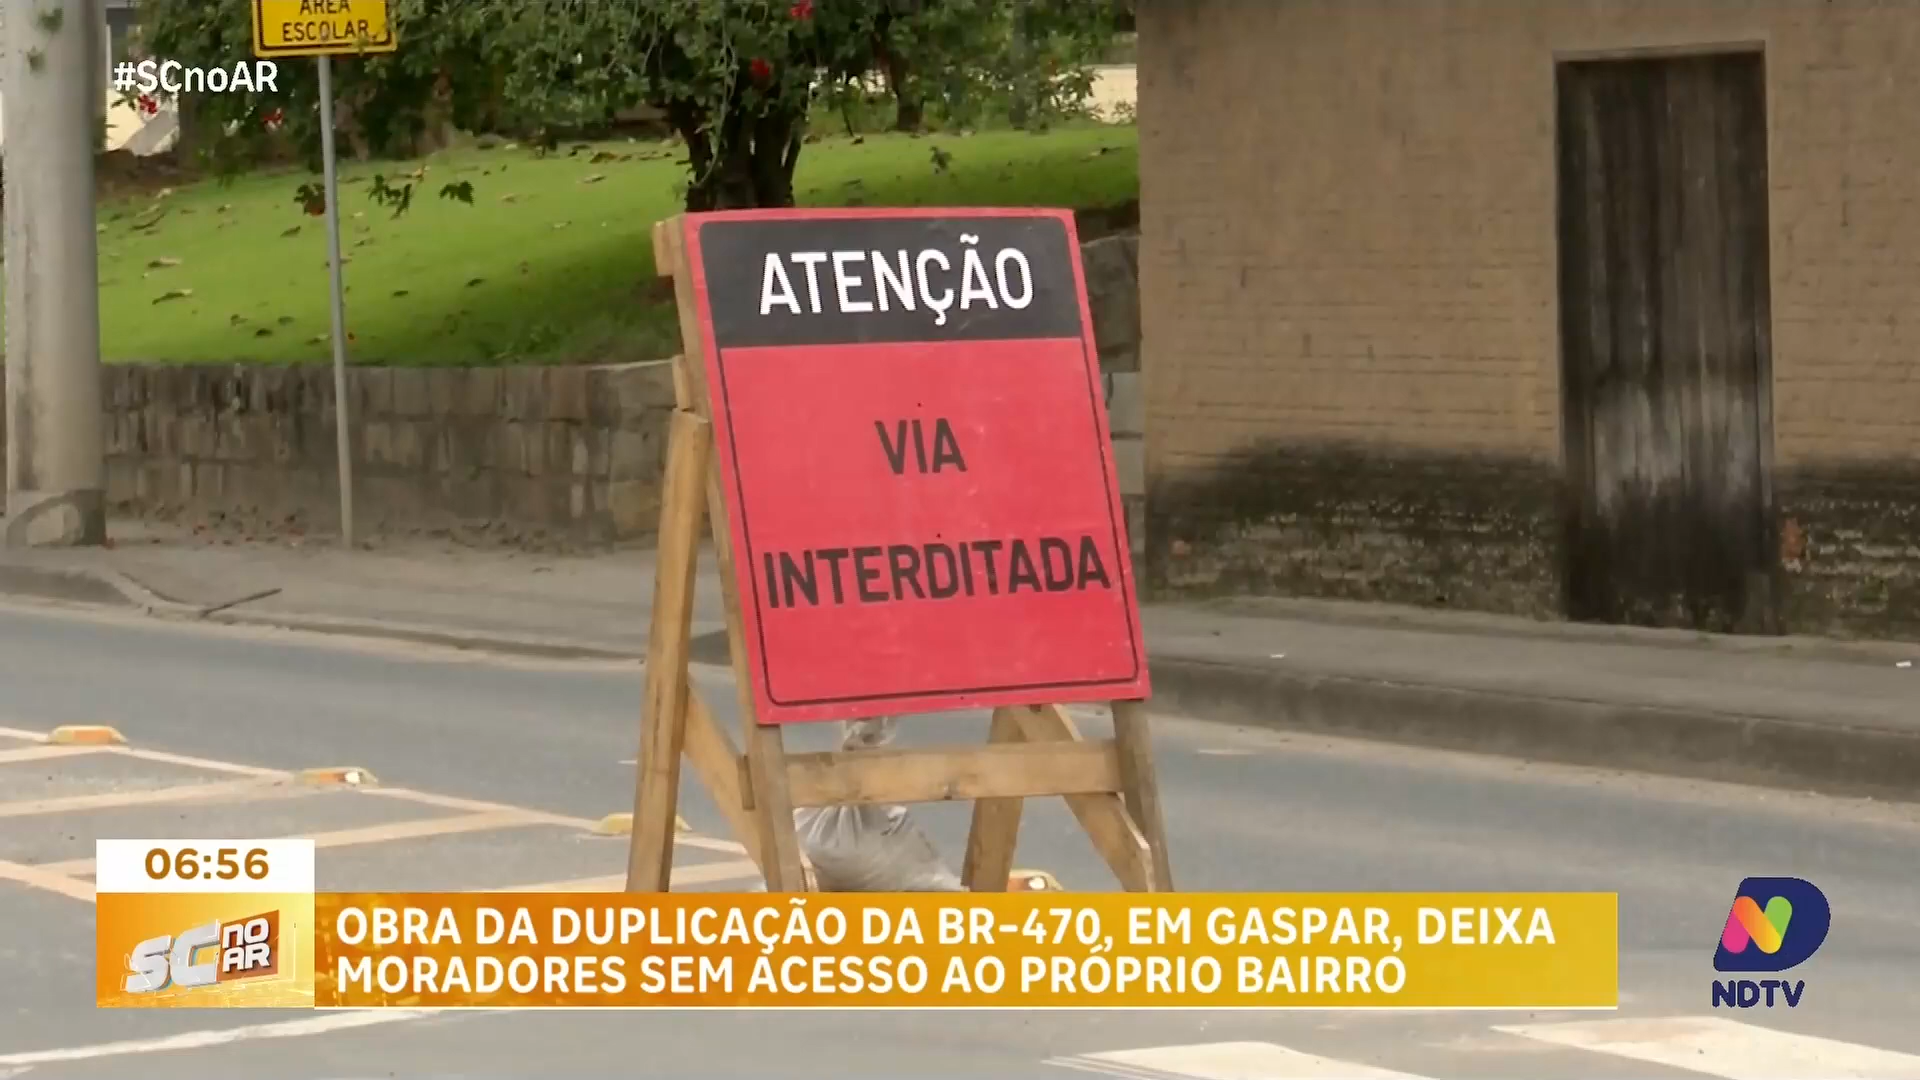 ÁREA
ESCOLAR
#SCnoAR
ATENÇÃO
VIA
INTERDITADA
06:56
SC NO AR
OBRA DA DUPLICAÇÃO DA BR-470, EM GASPAR, DEIXA
MORADORES SEM ACESSO AO PRÓPRIO BAIRRO
NDTV